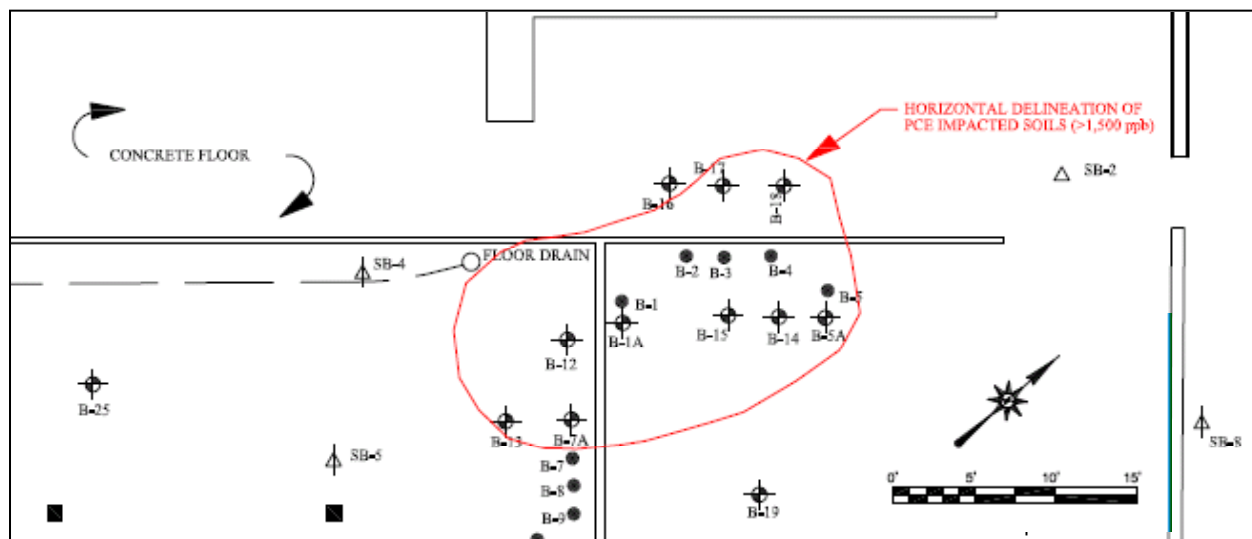 HORIZONTAL DELINEATION OF
PCE IMPACTED SOILS (>1,500 ppb)
CONCRETE FLOOR
B-17
SB-2
B-16
B-18
FLOOR DRAIN
SB-4
B-2
B-3
B-4
B-1
B-5
B-1A
B-15
B-14
B-5A
B-12
B-25
B-13
B-7A
SB-8
SB-5
B-7
B-8
B-9
B-19
0'
5'
10'
15'